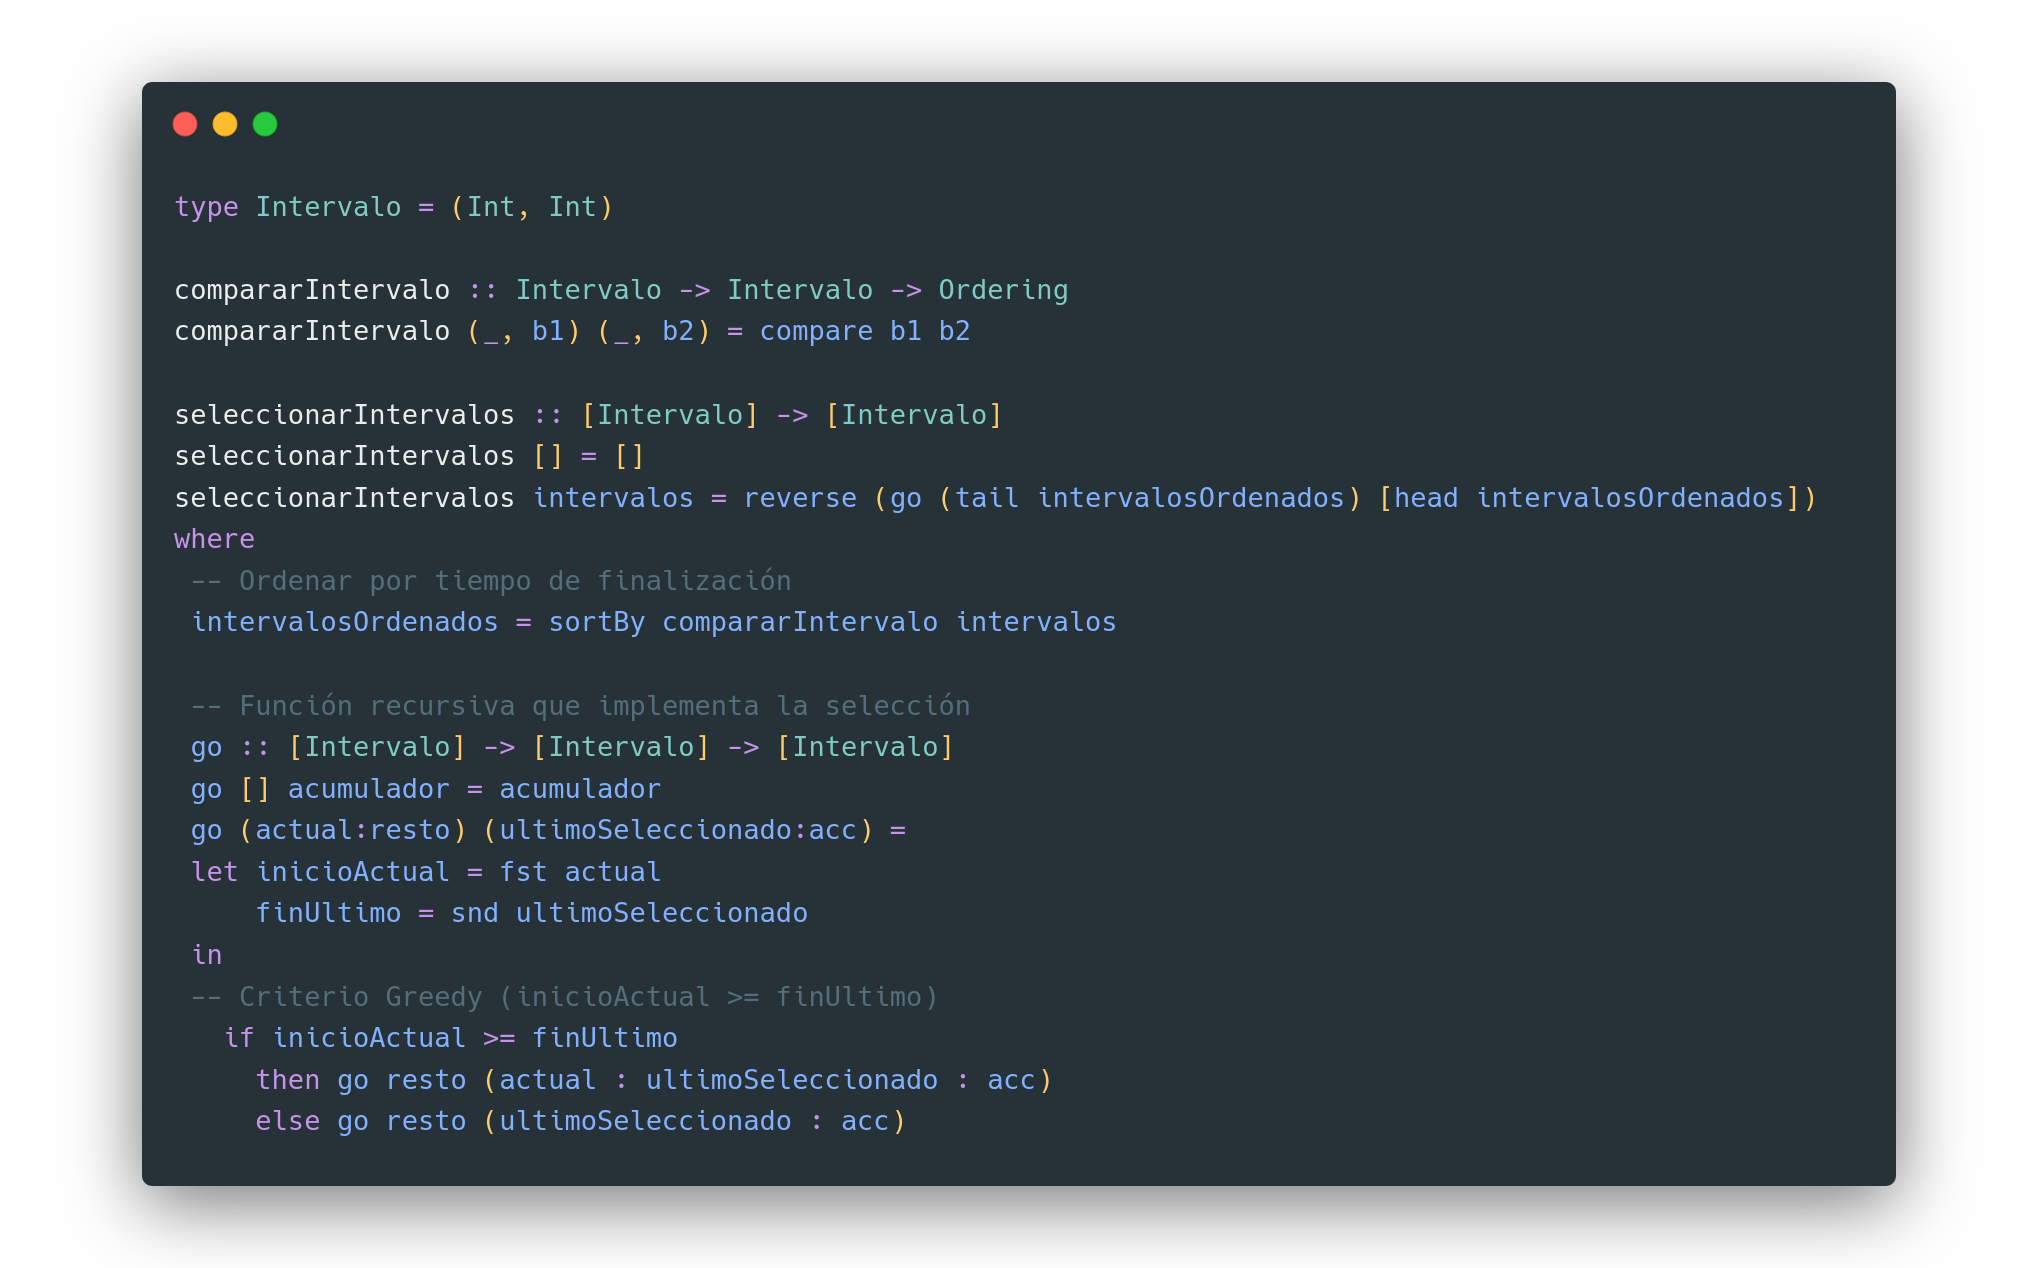 type Intervalo = (Int, Int)

compararIntervalo :: Intervalo -> Intervalo -> Ordering
compararIntervalo (_, b1) (_, b2) = compare b1 b2

seleccionarIntervalos :: [Intervalo] -> [Intervalo]
seleccionarIntervalos [] = []
seleccionarIntervalos intervalos = reverse (go (tail intervalosOrdenados) [head intervalosOrdenados])
where
 -- Ordenar por tiempo de finalización
 intervalosOrdenados = sortBy compararIntervalo intervalos

 -- Función recursiva que implementa la selección
 go :: [Intervalo] -> [Intervalo] -> [Intervalo]
 go [] acumulador = acumulador
 go (actual:resto) (ultimoSeleccionado:acc) =
 let inicioActual = fst actual
     finUltimo = snd ultimoSeleccionado
 in
 -- Criterio Greedy (inicioActual >= finUltimo)
   if inicioActual >= finUltimo
     then go resto (actual : ultimoSeleccionado : acc)
     else go resto (ultimoSeleccionado : acc)